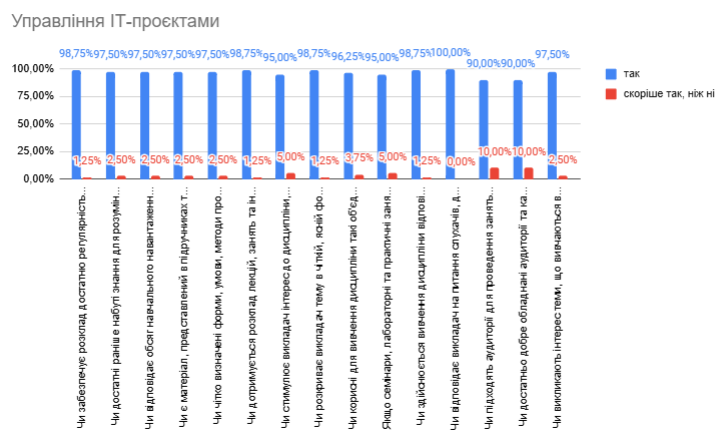 Управління ІТ-проєктами
98,75% 97,50% 97,50% 97,50% 97,50% 98,75% 95,00% 98,75% 96,25% 95,00% 98,75% 100,00% 90,00% 90,00% 97,50%
100,00%
75,00%
50,00%
25,00%
0,00%
1,25% 2,50% 2,50% 2,50% 2,50% 1,25% 5,00% 1,25% 3,75% 5,00% 1,25% 0,00% 10,00% 10,00% 2,50%
так
скоріше так, ніж ні
Чи забезпечує розклад достатню регулярність…
Чи достатні раніше набуті знання для розумін…
Чи відповідає обсяг навчального навантаженн…
Чи є матеріал, представлений в підручниках т…
Чи чітко визначені форми, умови, методи про…
Чи дотримується розклад лекцій, занять та ін…
Чи стимулює викладач інтерес до дисципліни,…
Чи розкриває викладач тему в чіткій, ясній фо…
Чи корисні для вивчення дисципліни такі об'єд…
Якщо семінари, лабораторні та практичні заня…
Чи здійснюється вивчення дисципліни відпові…
Чи відповідає викладач на питання слухачів, д…
Чи підходять аудиторії для проведення занять…
Чи достатньо добре обладнані аудиторії та ка…
Чи викликають інтерес теми, що вивчаються в…